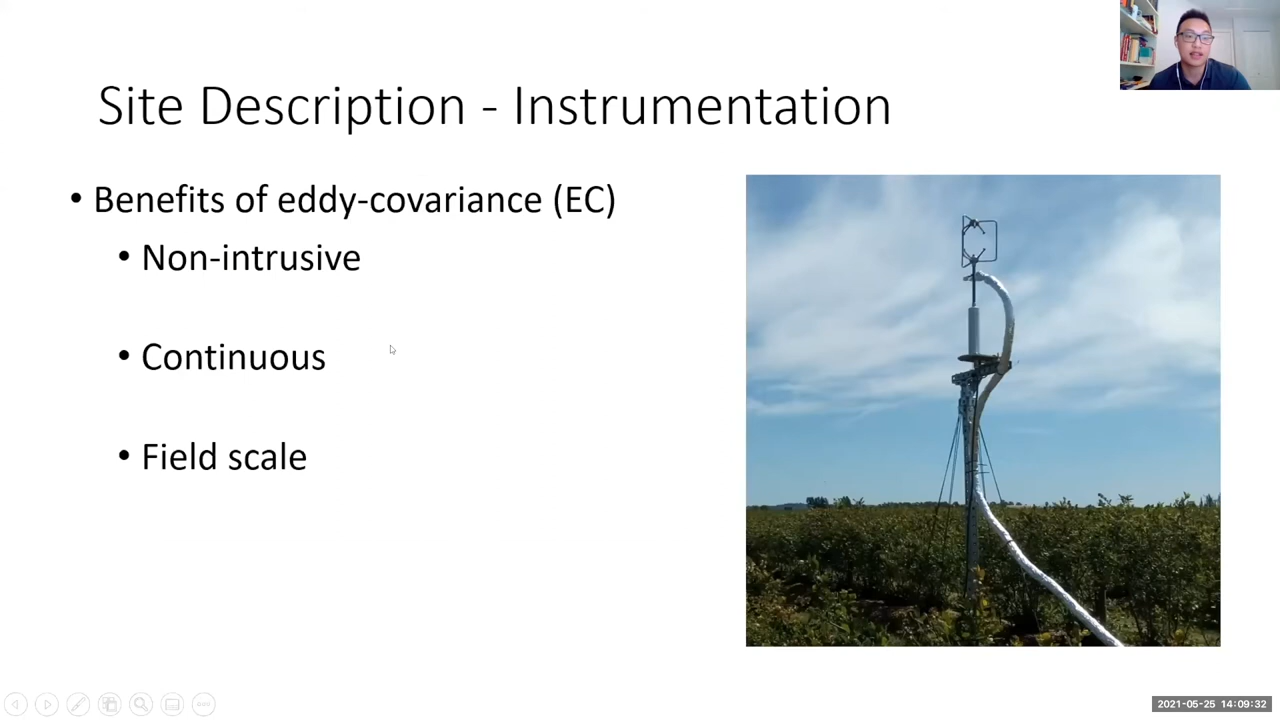 Site Description - Instrumentation
• Benefits of eddy-covariance (EC)
• Non-intrusive
• Continuous
• Field scale
2021-05-25 14:09:32